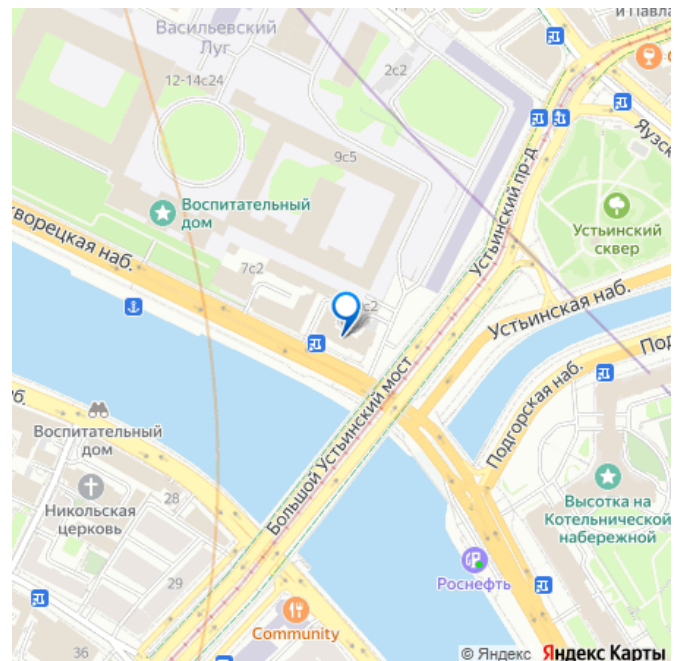 и Павла
Васильевский
Луг
12-14с24
2с2
9с5
Яузск
Устьинский пр-д
Воспитательный
дом
Устьинский
сквер
кворецкая наб.
7с2
с2
Устьинская наб.
Под
Подгорская наб.
Большой Устьинский мост
Воспитательный
дом
Никольская
церковь
28
Высотка на
Котельнической
набережной
Роснефть
29
Community
36
© Яндекс Яндекс Карты